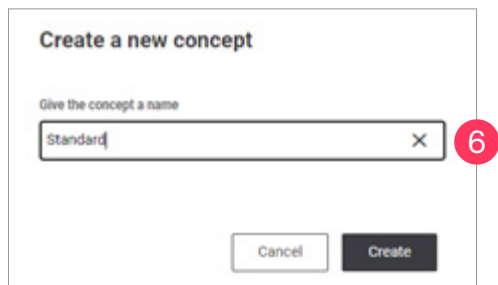 Create a new concept
Give the concept a name
Standard
6
Cancel Create